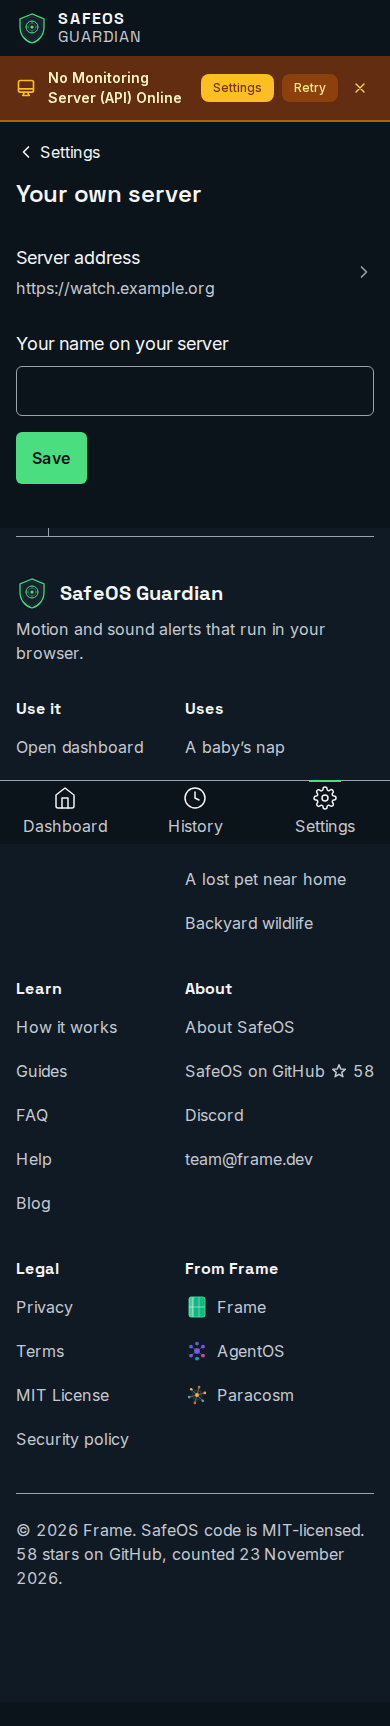 SAFEOS
GUARDIAN
No Monitoring
Server (API) Online
Settings
Retry
Settings
Your own server
Server address
https://watch.example.org
Your name on your server
Save
SafeOS Guardian
Motion and sound alerts that run in your
browser.
Use it
Uses
Open dashboard
A baby’s nap
Dashboard
History
Settings
A lost pet near home
Backyard wildlife
Learn
About
How it works
About SafeOS
Guides
SafeOS on GitHub ☆ 58
FAQ
Discord
Help
team@frame.dev
Blog
Legal
From Frame
Privacy
Frame
Terms
AgentOS
MIT License
Paracosm
Security policy
© 2026 Frame. SafeOS code is MIT-licensed.
58 stars on GitHub, counted 23 November
2026.